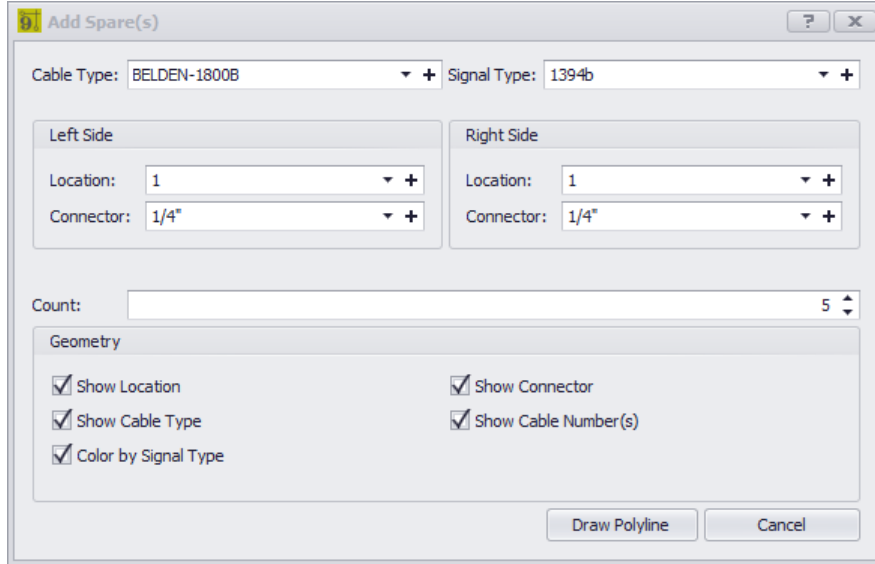 Add Spare(s)
Cable Type: BELDEN-1800B Signal Type: 1394b
Left Side
Location: 1
Connector: 1/4"
Right Side
Location: 1
Connector: 1/4"
Count: 5
Geometry
Show Location Show Connector
Show Cable Type Show Cable Number(s)
Color by Signal Type
Draw Polyline Cancel